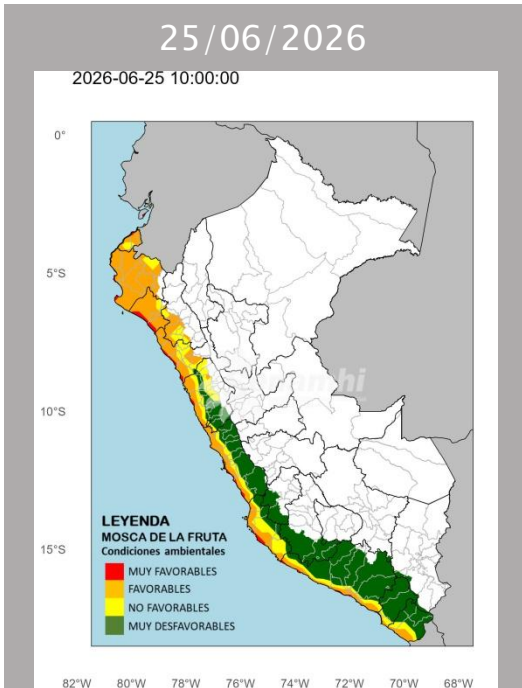 25/06/2026
2026-06-25 10:00:00
0°
5°S
10°S
15°S
LEYENDA
MOSCA DE LA FRUTA
Condiciones ambientales
MUY FAVORABLES
FAVORABLES
NO FAVORABLES
MUY DESFAVORABLES
82°W 80°W 78°W 76°W 74°W 72°W 70°W 68°W